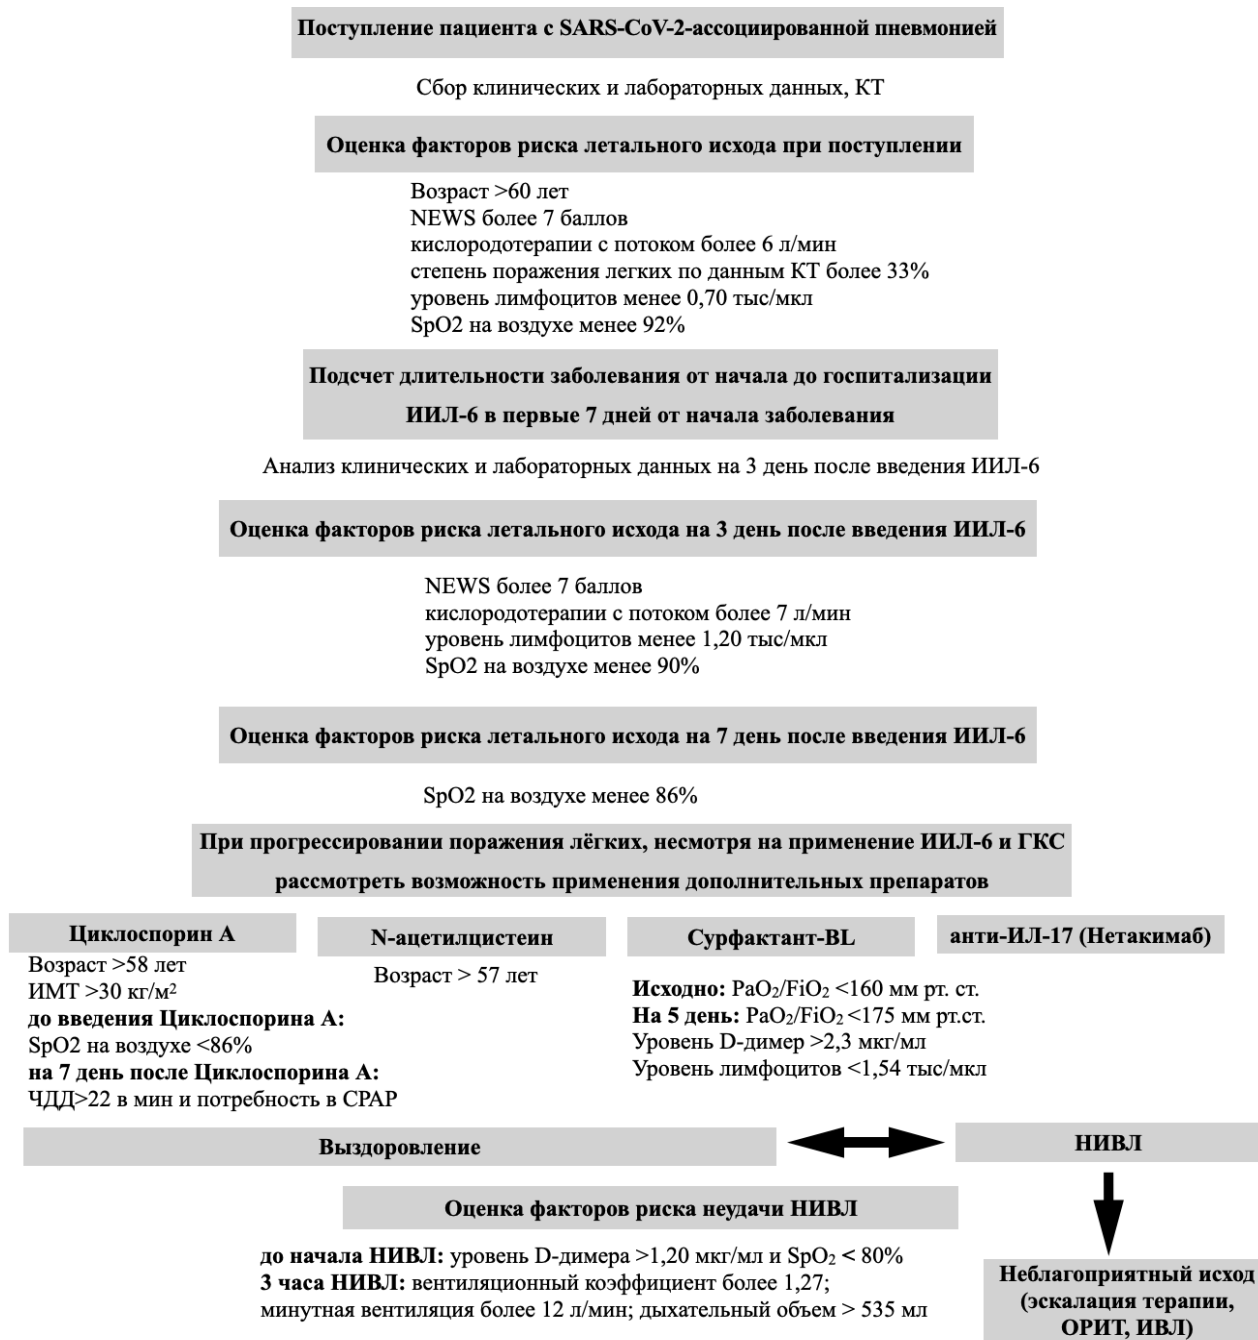 Поступление пациента с SARS-CoV-2-ассоциированной пневмонией
Сбор клинических и лабораторных данных, КТ
Оценка факторов риска летального исхода при поступлении
Возраст >60 лет
NEWS более 7 баллов
кислородотерапии с потоком более 6 л/мин
степень поражения легких по данным КТ более 33%
уровень лимфоцитов менее 0,70 тыс/мкл
SpO2 на воздухе менее 92%
Подсчет длительности заболевания от начала до госпитализации
ИИЛ-6 в первые 7 дней от начала заболевания
Анализ клинических и лабораторных данных на 3 день после введения ИИЛ-6
Оценка факторов риска летального исхода на 3 день после введения ИИЛ-6
NEWS более 7 баллов
кислородотерапии с потоком более 7 л/мин
уровень лимфоцитов менее 1,20 тыс/мкл
SpO2 на воздухе менее 90%
Оценка факторов риска летального исхода на 7 день после введения ИИЛ-6
SpO2 на воздухе менее 86%
При прогрессировании поражения лёгких, несмотря на применение ИИЛ-6 и ГКС
рассмотреть возможность применения дополнительных препаратов
Циклоспорин А
Возраст >58 лет
ИМТ >30 кг/м²
до введения Циклоспорина А:
SpO2 на воздухе <86%
на 7 день после Циклоспорина А:
ЧДД>22 в мин и потребность в CPAP
N-ацетилцистеин
Возраст > 57 лет
Сурфактант-BL
Исходно: PaO₂/FiO₂ <160 мм рт. ст.
На 5 день: PaO₂/FiO₂ <175 мм рт.ст.
Уровень D-димер >2,3 мкг/мл
Уровень лимфоцитов <1,54 тыс/мкл
анти-ИЛ-17 (Нетакимаб)
Выздоровление
НИВЛ
Оценка факторов риска неудачи НИВЛ
до начала НИВЛ: уровень D-димера >1,20 мкг/мл и SpO₂ < 80%
3 часа НИВЛ: вентиляционный коэффициент более 1,27;
минутная вентиляция более 12 л/мин; дыхательный объем > 535 мл
Неблагоприятный исход
(эскалация терапии,
ОРИТ, ИВЛ)